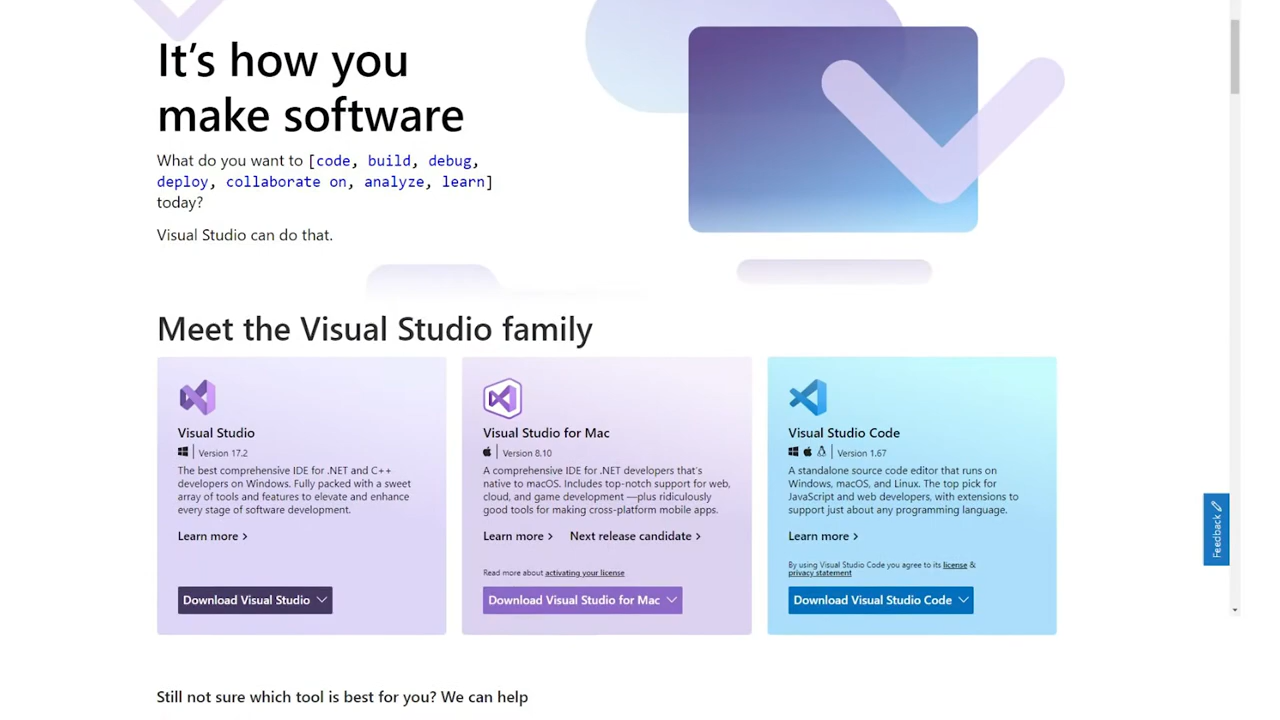 It's how you
make software
What do you want to [code, build, debug,
deploy, collaborate on, analyze, learn]
today?
Visual Studio can do that.
Meet the Visual Studio family
Visual Studio
Version 17.2
The best comprehensive IDE for .NET and C++
developers on Windows. Fully packed with a sweet
array of tools and features to elevate and enhance
every stage of software development.
Learn more >
Download Visual Studio
Visual Studio for Mac
Version 8.10
A comprehensive IDE for .NET developers that's
native to macOS. Includes top-notch support for web,
cloud, and game development —plus ridiculously
good tools for making cross-platform mobile apps.
Learn more > Next release candidate >
Read more about activating your license
Download Visual Studio for Mac
Visual Studio Code
Version 1.67
A standalone source code editor that runs on
Windows, macOS, and Linux. The top pick for
JavaScript and web developers, with extensions to
support just about any programming language.
Learn more >
By using Visual Studio Code you agree to its license &
privacy statement
Download Visual Studio Code
Feedback
Still not sure which tool is best for you? We can help